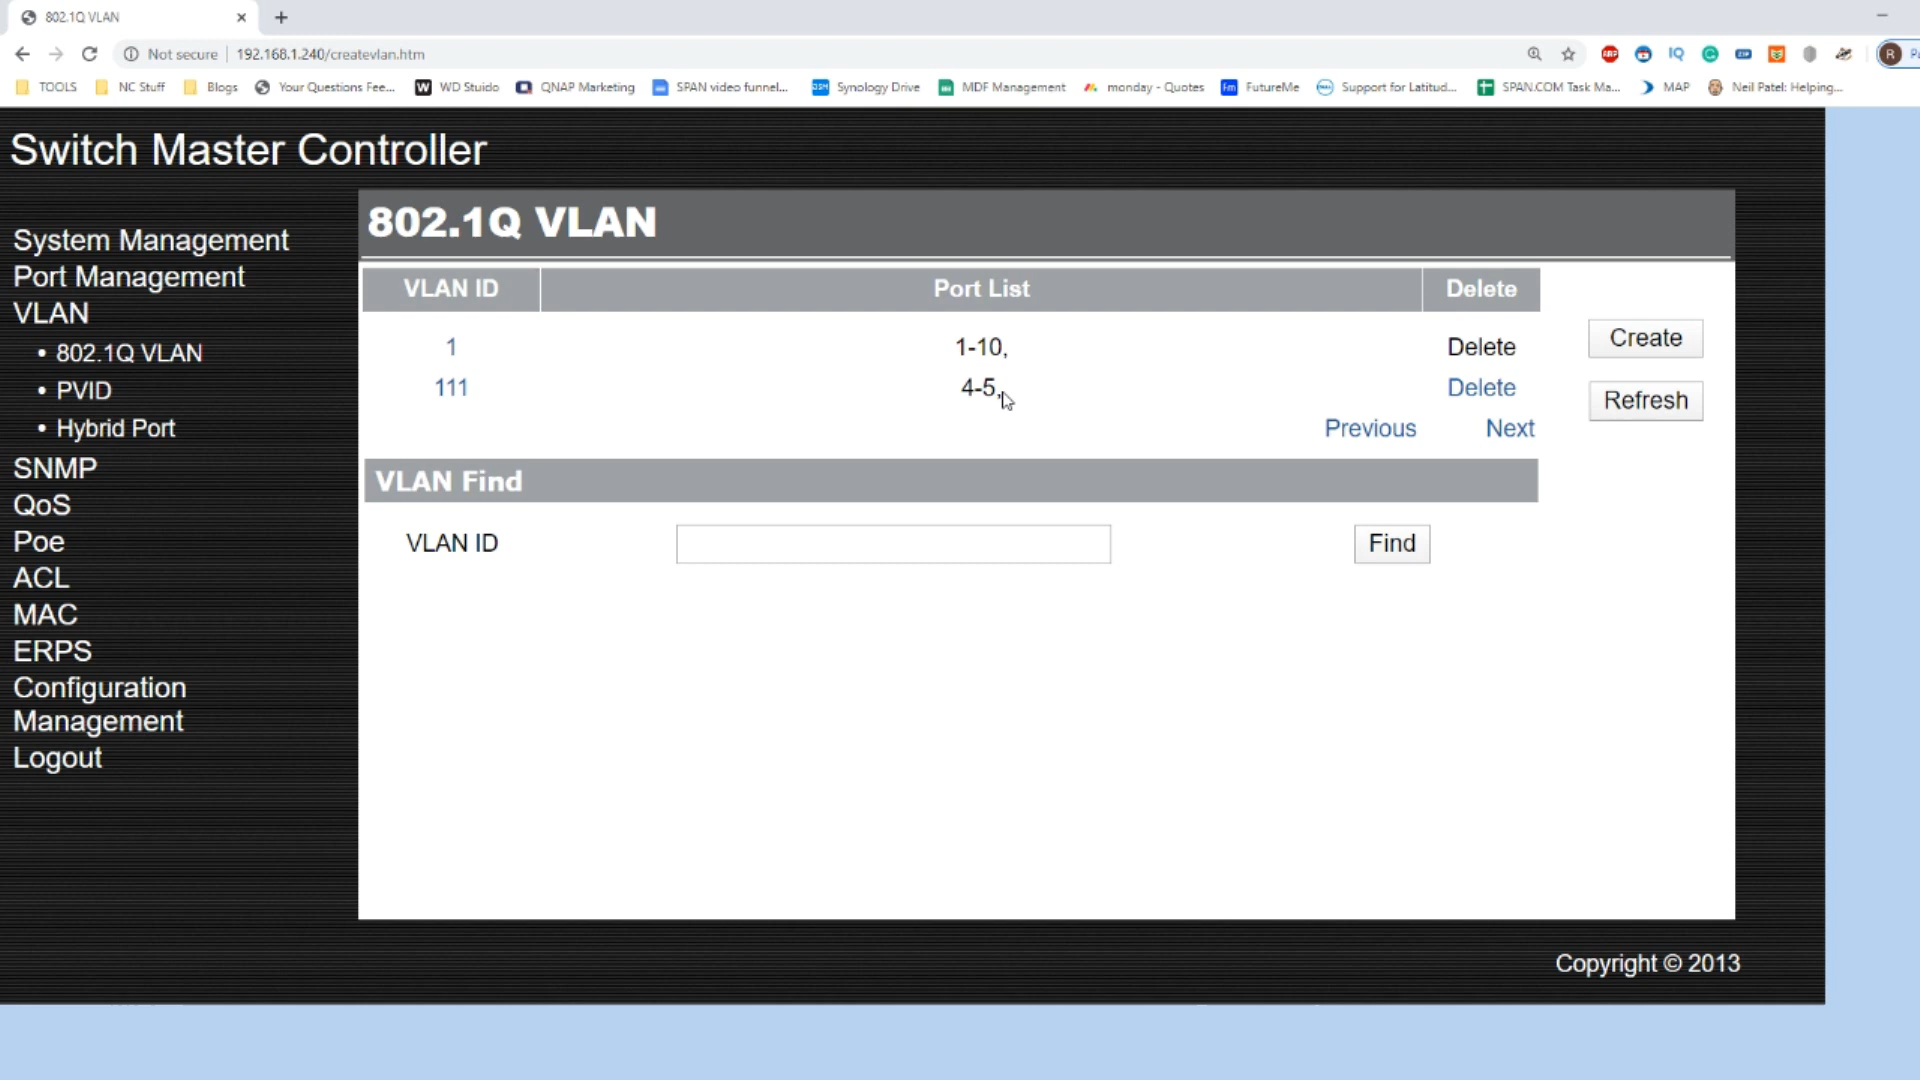 802.1Q VLAN
Not secure 192.168.1.240/createvlan.htm
TOOLS NC Stuff Blogs Your Questions Fee... WD Stuido QNAP Marketing SPAN video funnel... Synology Drive MDF Management monday - Quotes FutureMe Support for Latitud... SPAN.COM Task Ma... MAP Neil Patel: Helping...
Switch Master Controller
System Management
Port Management
VLAN
• 802.1Q VLAN
• PVID
• Hybrid Port
SNMP
QoS
Poe
ACL
MAC
ERPS
Configuration
Management
Logout
802.1Q VLAN
VLAN ID Port List Delete
1 1-10, Delete
111 4-5, Delete
Previous Next
Create
Refresh
VLAN Find
VLAN ID Find
Copyright © 2013